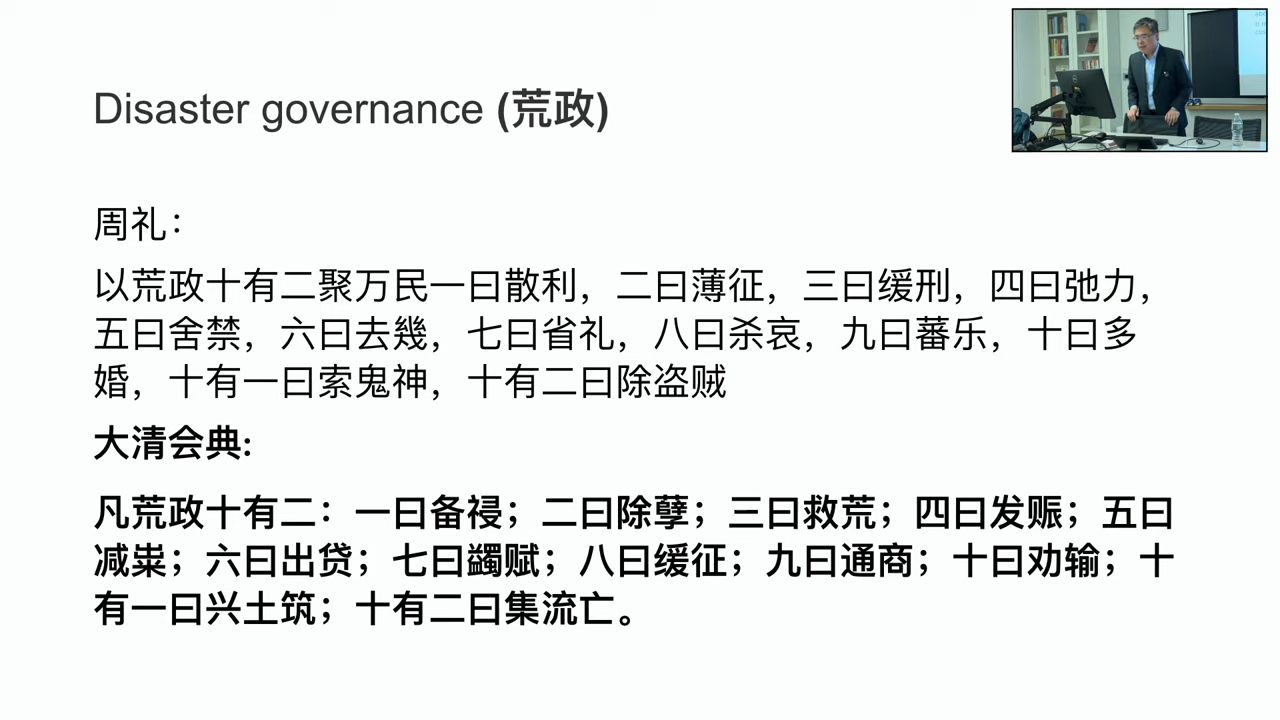 Disaster governance (荒政)
周礼：
以荒政十有二聚万民一曰散利，二曰薄征，三曰缓刑，四曰弛力，
五曰舍禁，六曰去幾，七曰省礼，八曰杀哀，九曰蕃乐，十曰多
婚，十有一曰索鬼神，十有二曰除盗贼
大清会典:
凡荒政十有二：一曰备祲；二曰除孽；三曰救荒；四曰发赈；五曰
减粜；六曰出贷；七曰蠲赋；八曰缓征；九曰通商；十曰劝输；十
有一曰兴土筑；十有二曰集流亡。